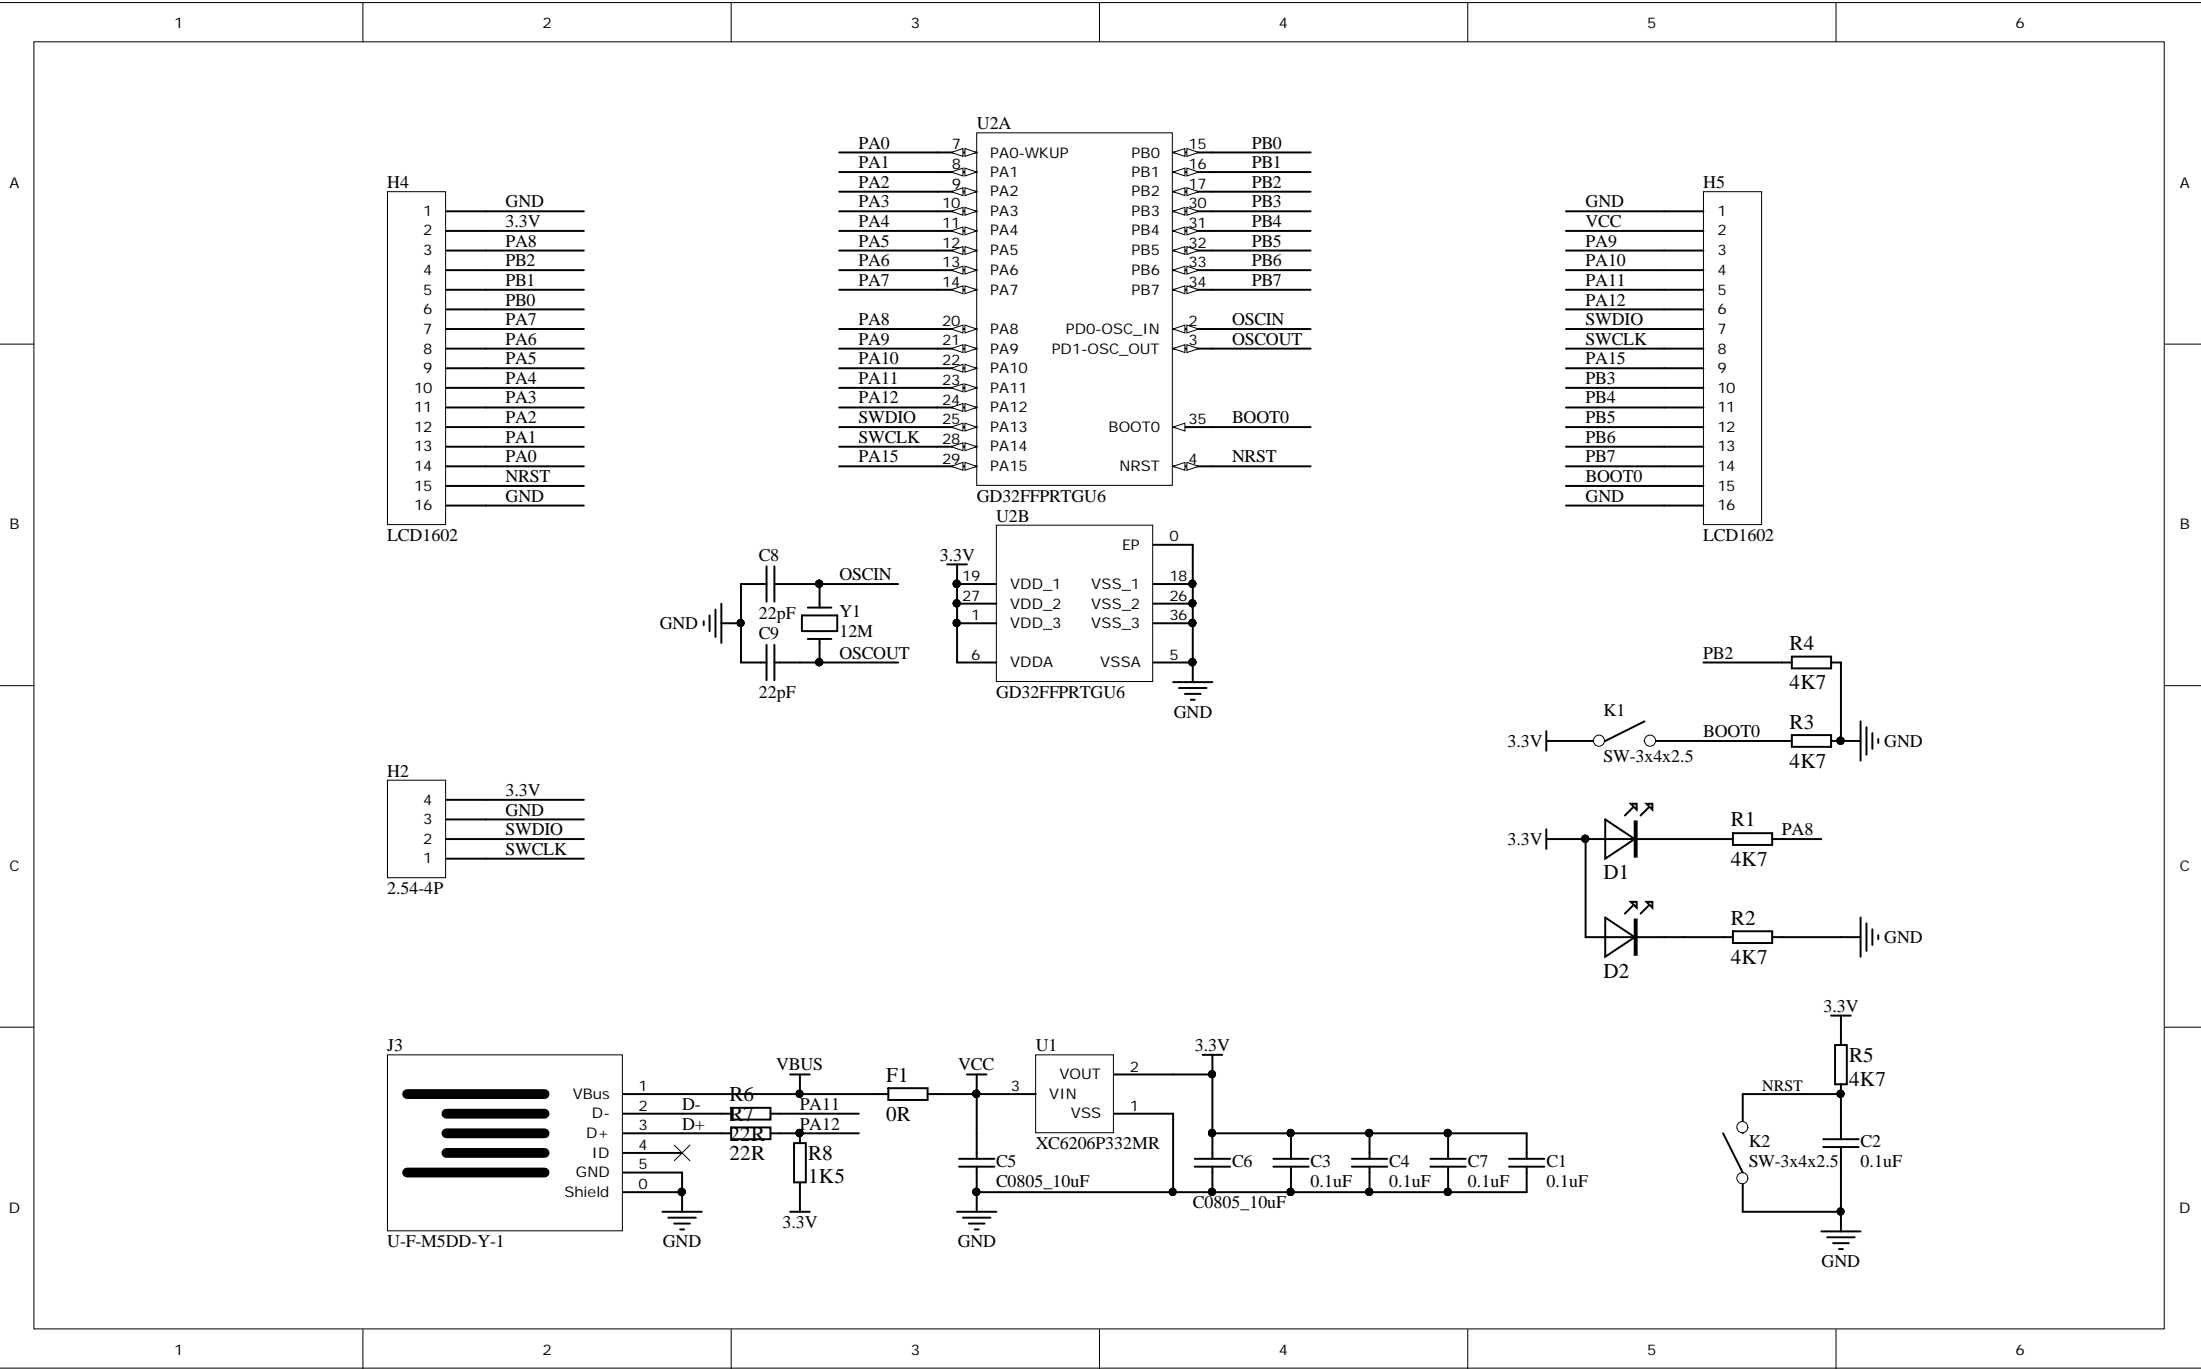 1 2 3 4 5 6
A A
B B
C C
D D
H4
1 GND
2 3.3V
3 PA8
4 PB2
5 PB1
6 PB0
7 PA7
8 PA6
9 PA5
10 PA4
11 PA3
12 PA2
13 PA1
14 PA0
15 NRST
16 GND
LCD1602
U2A
PA0 7 PA0-WKUP PB0 15 PB0
PA1 8 PA1 PB1 16 PB1
PA2 9 PA2 PB2 17 PB2
PA3 10 PA3 PB3 30 PB3
PA4 11 PA4 PB4 31 PB4
PA5 12 PA5 PB5 32 PB5
PA6 13 PA6 PB6 33 PB6
PA7 14 PA7 PB7 34 PB7
PA8 20 PA8 PD0-OSC_IN 2 OSCIN
PA9 21 PA9 PD1-OSC_OUT 3 OSCOUT
PA10 22 PA10
PA11 23 PA11
PA12 24 PA12
SWDIO 25 PA13 BOOT0 35 BOOT0
SWCLK 28 PA14
PA15 29 PA15 NRST 4 NRST
GD32FFPRTGU6
H5
GND 1
VCC 2
PA9 3
PA10 4
PA11 5
PA12 6
SWDIO 7
SWCLK 8
PA15 9
PB3 10
PB4 11
PB5 12
PB6 13
PB7 14
BOOT0 15
GND 16
LCD1602
U2B
EP 0
3.3V
19 VDD_1 VSS_1 18
27 VDD_2 VSS_2 26
1 VDD_3 VSS_3 36
6 VDDA VSSA 5
GD32FFPRTGU6
GND
C8
OSCIN
22pF
GND
Y1
12M
C9
OSCOUT
22pF
PB2 R4
4K7
K1
3.3V BOOT0 R3 GND
SW-3x4x2.5 4K7
H2
4 3.3V
3 GND
2 SWDIO
1 SWCLK
2.54-4P
3.3V R1 PA8
D1 4K7
R2 GND
D2 4K7
J3
VBus 1
D- 2 D-
D+ 3 D+
ID 4
GND 5
Shield 0
U-F-M5DD-Y-1
GND
R6
R7
22R
22R
PA11
PA12
VBUS
R8
1K5
3.3V
F1
0R
VCC
U1
3 VIN
VOUT 2
VSS 1
XC6206P332MR
3.3V
C5
C0805_10uF
GND
C6
C0805_10uF
C3
0.1uF
C4
0.1uF
C7
0.1uF
C1
0.1uF
3.3V
R5
4K7
NRST
K2
SW-3x4x2.5
C2
0.1uF
GND
1 2 3 4 5 6